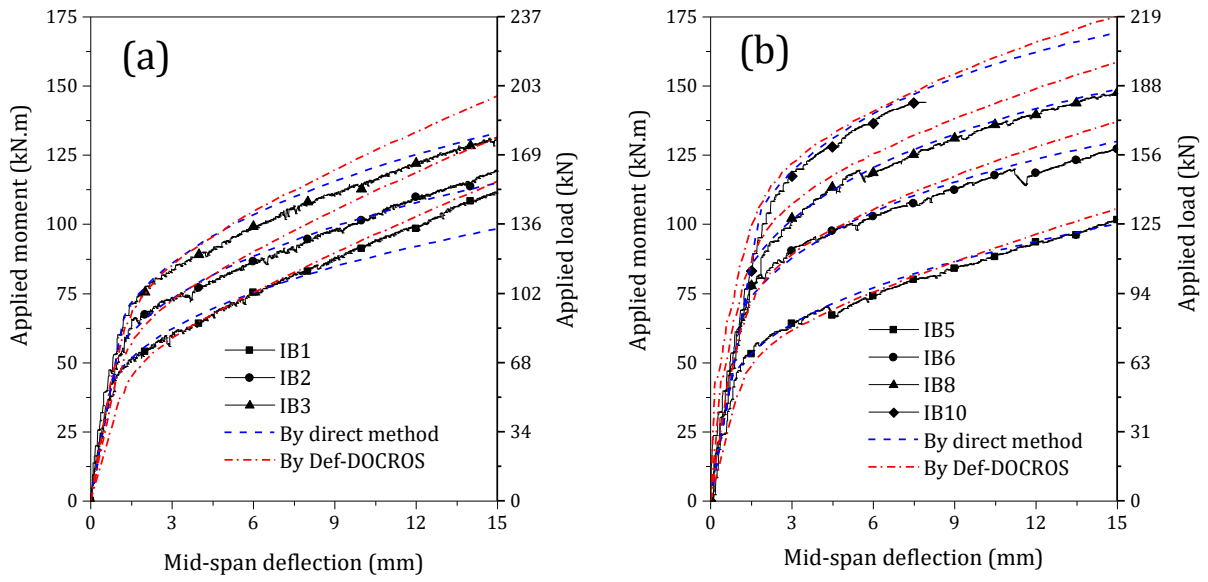 (a)
Applied moment (kN.m)
175
150
125
100
75
50
25
0
237
203
169
136
102
68
34
0
Applied load (kN)
IB1
IB2
IB3
By direct method
By Def-DOCROS
0 3 6 9 12 15
Mid-span deflection (mm)
(b)
Applied moment (kN.m)
175
150
125
100
75
50
25
0
219
188
156
125
94
63
31
0
Applied load (kN)
IB5
IB6
IB8
IB10
By direct method
By Def-DOCROS
0 3 6 9 12 15
Mid-span deflection (mm)